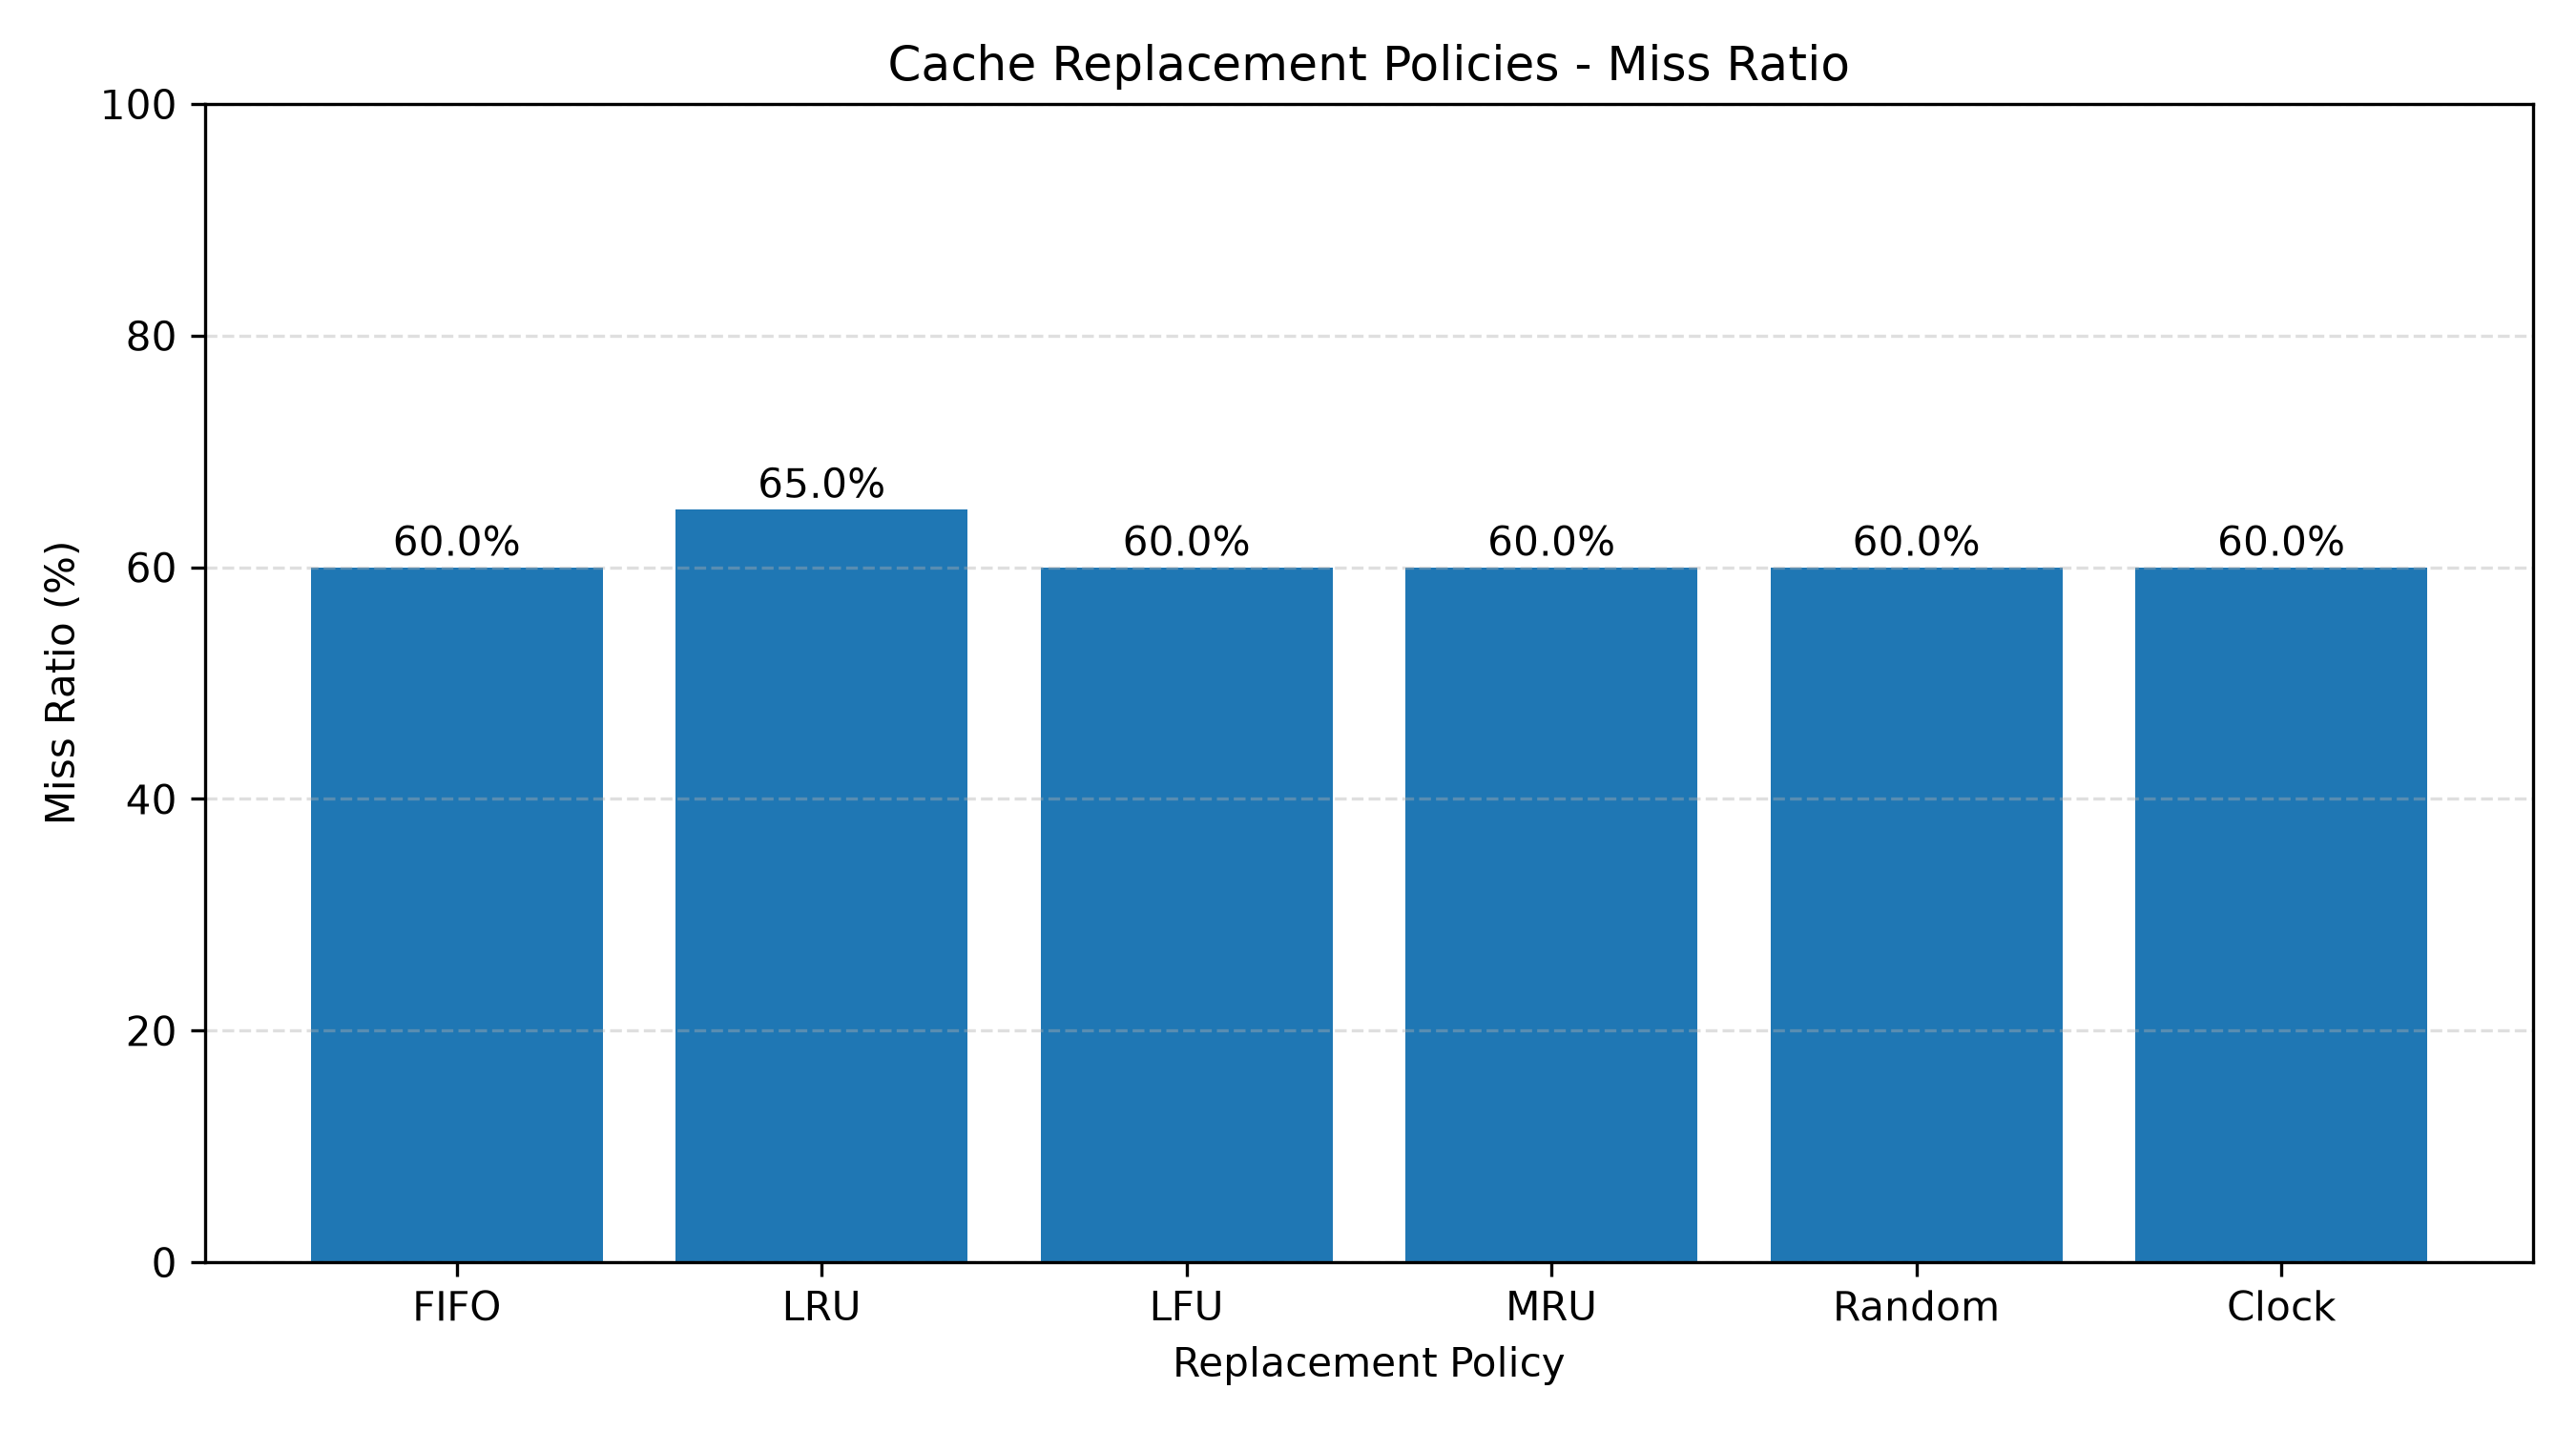 Cache Replacement Policies - Miss Ratio
100
80
60
40
20
0
Miss Ratio (%)
60.0%
65.0%
60.0%
60.0%
60.0%
60.0%
FIFO
LRU
LFU
MRU
Random
Clock
Replacement Policy